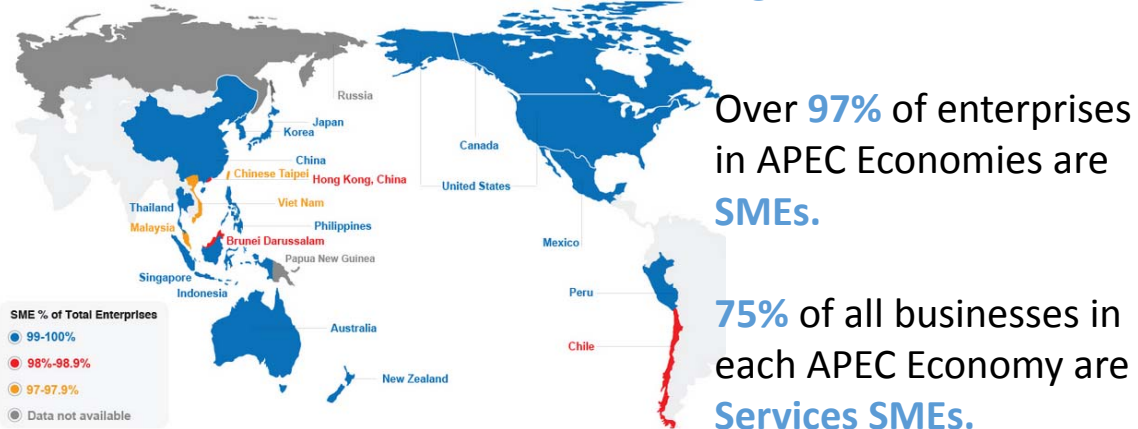 Russia
Japan
Korea
China
Chinese Taipei
Hong Kong, China
Thailand
Viet Nam
Malaysia
Philippines
Brunei Darussalam
Papua New Guinea
Singapore
Indonesia
Australia
New Zealand
Canada
United States
Mexico
Peru
Chile
SME % of Total Enterprises
99-100%
98%-98.9%
97-97.9%
Data not available
Over 97% of enterprises
in APEC Economies are
SMEs.
75% of all businesses in
each APEC Economy are
Services SMEs.